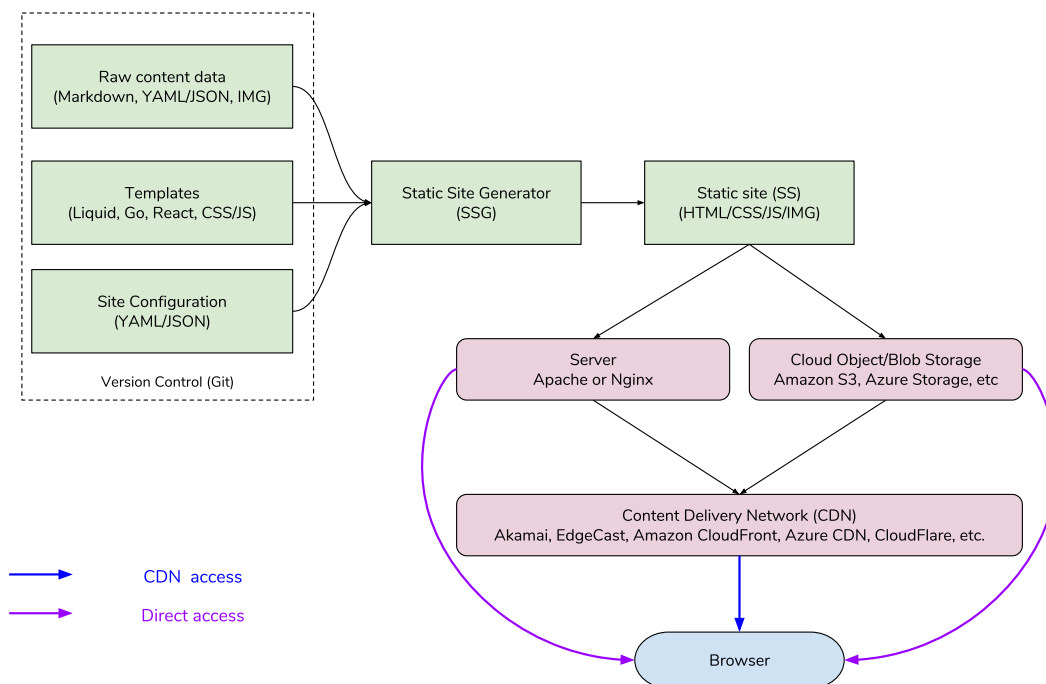 Raw content data
(Markdown, YAML/JSON, IMG)
Templates
(Liquid, Go, React, CSS/JS)
Site Configuration
(YAML/JSON)
Version Control (Git)
Static Site Generator
(SSG)
Static site (SS)
(HTML/CSS/JS/IMG)
Server
Apache or Nginx
Cloud Object/Blob Storage
Amazon S3, Azure Storage, etc
Content Delivery Network (CDN)
Akamai, EdgeCast, Amazon CloudFront, Azure CDN, CloudFlare, etc.
CDN access
Direct access
Browser